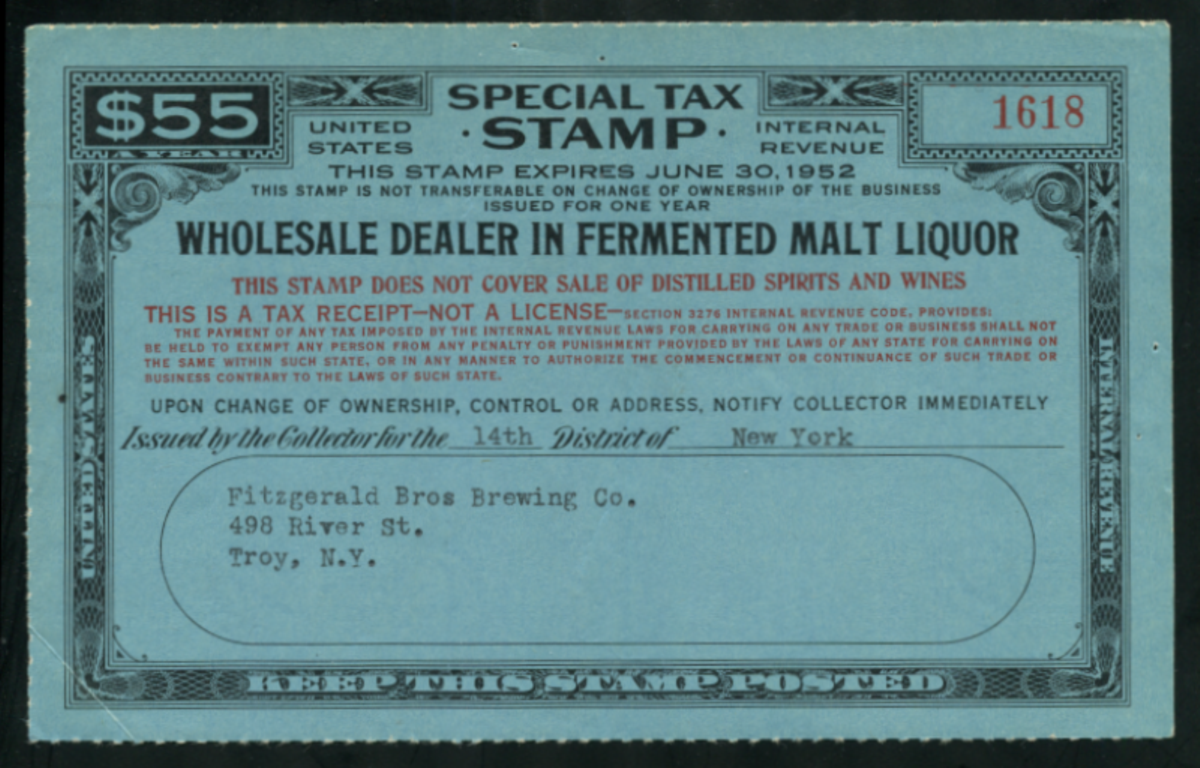 $55
A YEAR
UNITED STATES
SPECIAL TAX
STAMP
INTERNAL REVENUE
1618
THIS STAMP EXPIRES JUNE 30, 1952
THIS STAMP IS NOT TRANSFERABLE ON CHANGE OF OWNERSHIP OF THE BUSINESS
ISSUED FOR ONE YEAR
WHOLESALE DEALER IN FERMENTED MALT LIQUOR
THIS STAMP DOES NOT COVER SALE OF DISTILLED SPIRITS AND WINES
THIS IS A TAX RECEIPT—NOT A LICENSE—SECTION 3276 INTERNAL REVENUE CODE, PROVIDES:
THE PAYMENT OF ANY TAX IMPOSED BY THE INTERNAL REVENUE LAWS FOR CARRYING ON ANY TRADE OR BUSINESS SHALL NOT
BE HELD TO EXEMPT ANY PERSON FROM ANY PENALTY OR PUNISHMENT PROVIDED BY THE LAWS OF ANY STATE FOR CARRYING ON
THE SAME WITHIN SUCH STATE, OR IN ANY MANNER TO AUTHORIZE THE COMMENCEMENT OR CONTINUANCE OF SUCH TRADE OR
BUSINESS CONTRARY TO THE LAWS OF SUCH STATE.
UPON CHANGE OF OWNERSHIP, CONTROL OR ADDRESS, NOTIFY COLLECTOR IMMEDIATELY
Issued by the Collector for the 14th District of New York
Fitzgerald Bros Brewing Co.
498 River St.
Troy, N.Y.
UNITED STATES
INTERNAL REVENUE
KEEP THIS STAMP POSTED